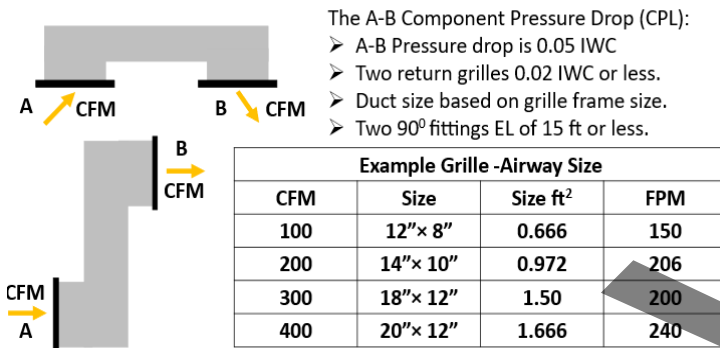 The A-B Component Pressure Drop (CPL):
➤ A-B Pressure drop is 0.05 IWC
➤ Two return grilles 0.02 IWC or less.
➤ Duct size based on grille frame size.
➤ Two 90⁰ fittings EL of 15 ft or less.
A CFM B CFM
B
CFM
CFM
A
Example Grille -Airway Size
CFM Size Size ft² FPM
100 12”× 8” 0.666 150
200 14”× 10” 0.972 206
300 18”× 12” 1.50 200
400 20”× 12” 1.666 240